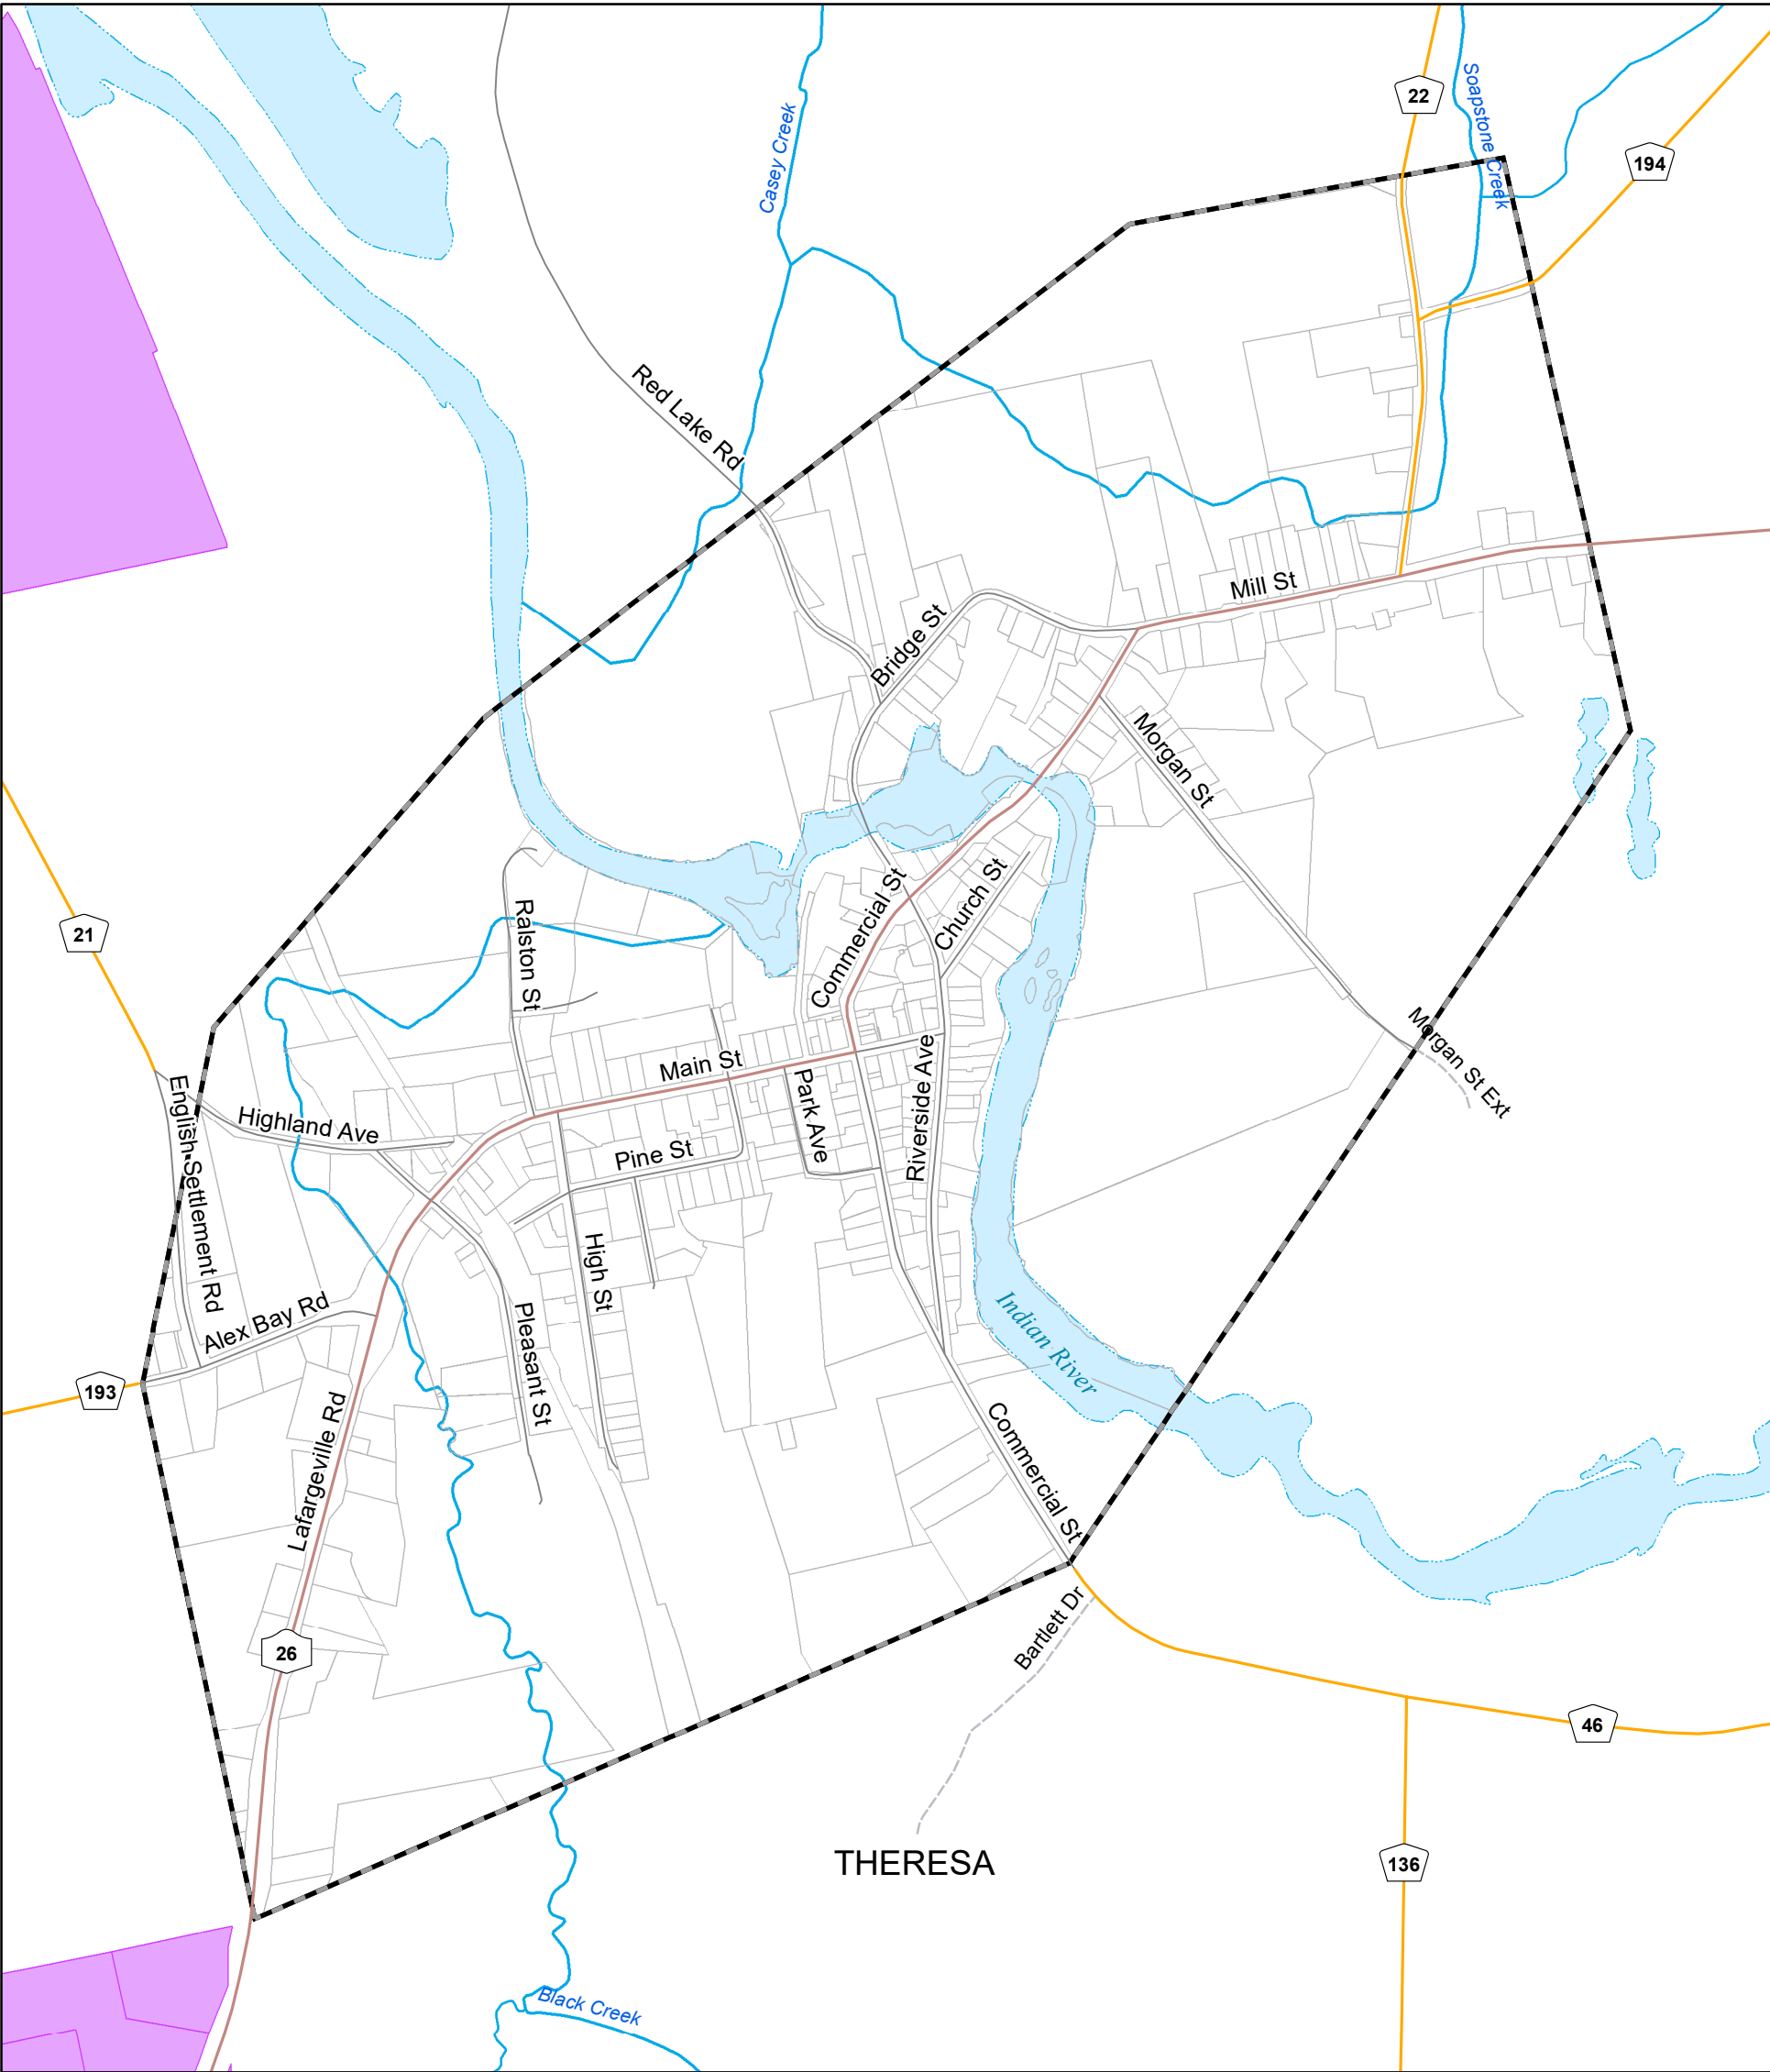 Soapstone Creek
22
Casey Creek
194
Red Lake Rd
Mill St
Bridge St
Morgan St
Church St
Commercial St
21
Ralston St
Morgan St Ext
Main St
Riverside Ave
Park Ave
English Settlement Rd
Highland Ave
Pine St
High St
Alex Bay Rd
Pleasant St
Indian River
193
Lafargeville Rd
Commercial St
Bartlett Dr
26
46
THERESA
136
Black Creek